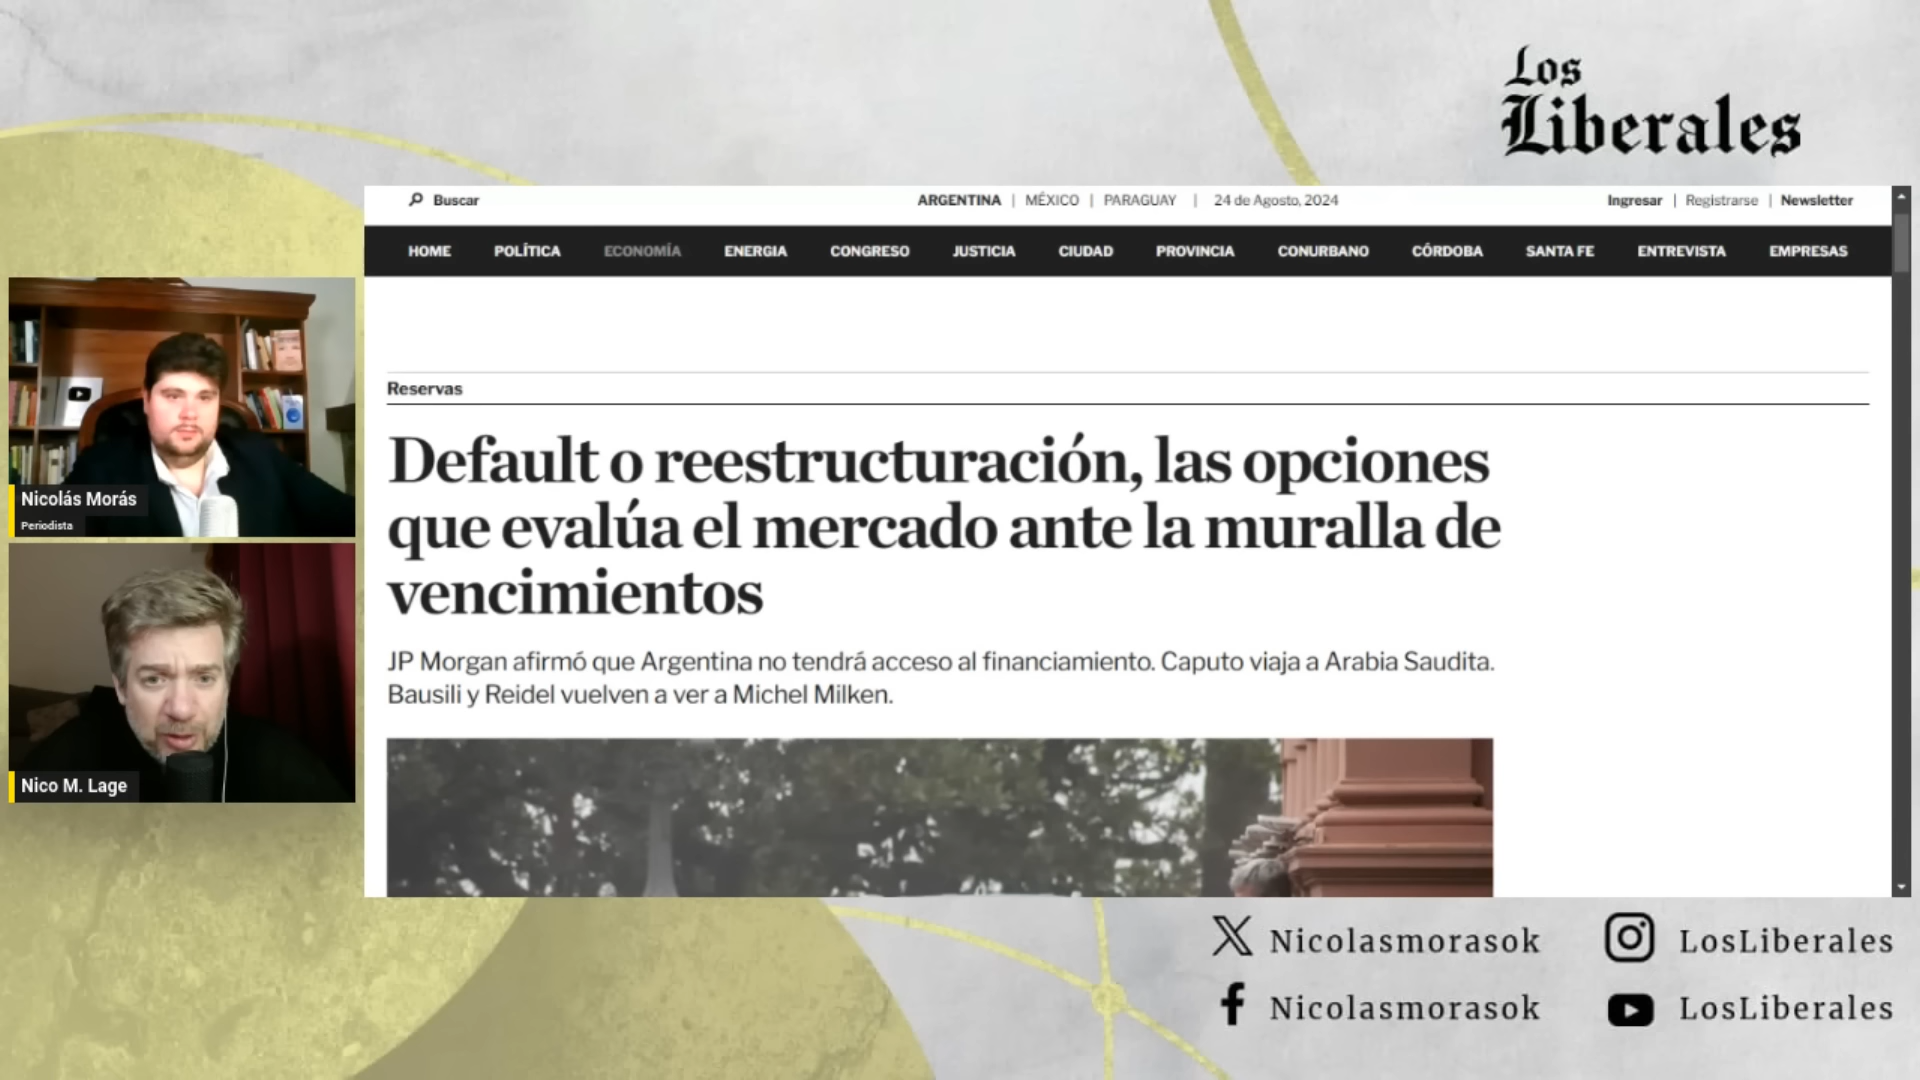 Los
Liberales
Buscar
ARGENTINA | MÉXICO | PARAGUAY | 24 de Agosto, 2024
Ingresar | Registrarse | Newsletter
HOME POLÍTICA ECONOMÍA ENERGIA CONGRESO JUSTICIA CIUDAD PROVINCIA CONURBANO CÓRDOBA SANTA FE ENTREVISTA EMPRESAS
Reservas
Default o reestructuración, las opciones
que evalúa el mercado ante la muralla de
vencimientos
JP Morgan afirmó que Argentina no tendrá acceso al financiamiento. Caputo viaja a Arabia Saudita.
Bausili y Reidel vuelven a ver a Michel Milken.
Nicolás Morás
Periodista
Nico M. Lage
Nicolasmorasok
LosLiberales
Nicolasmorasok
LosLiberales